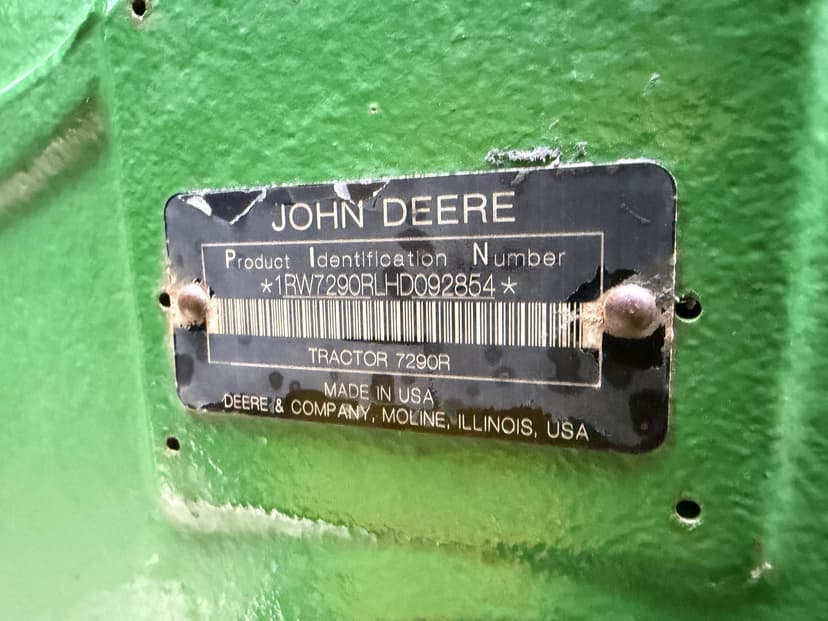 JOHN DEERE
Product Identification Number
*1RW7290RLHD092854*
TRACTOR 7290R
MADE IN USA
DEERE & COMPANY, MOLINE, ILLINOIS, USA